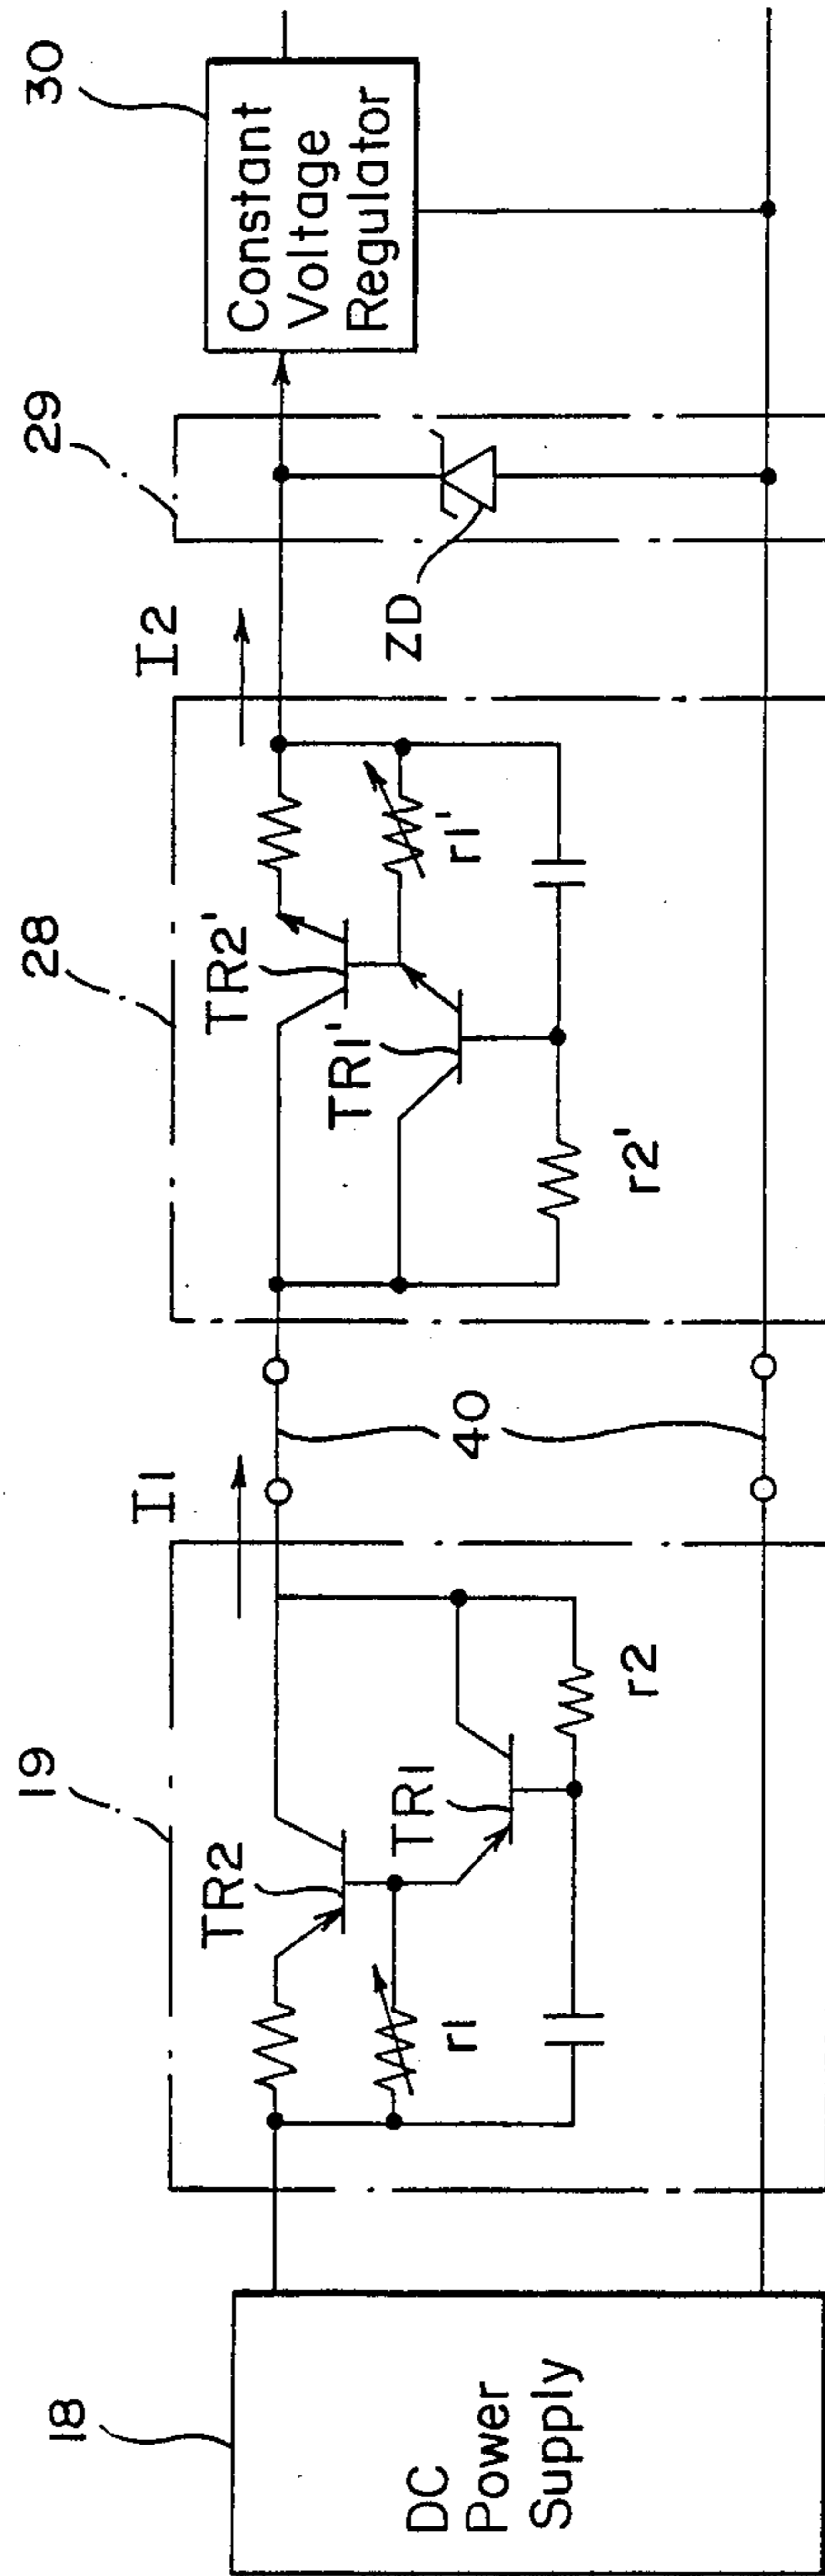 18
DC
Power
Supply
19
TR2
r1
TR1
r2
I1
40
28
TR2'
TR1'
r1'
r2'
I2
29
ZD
30
Constant
Voltage
Regulator